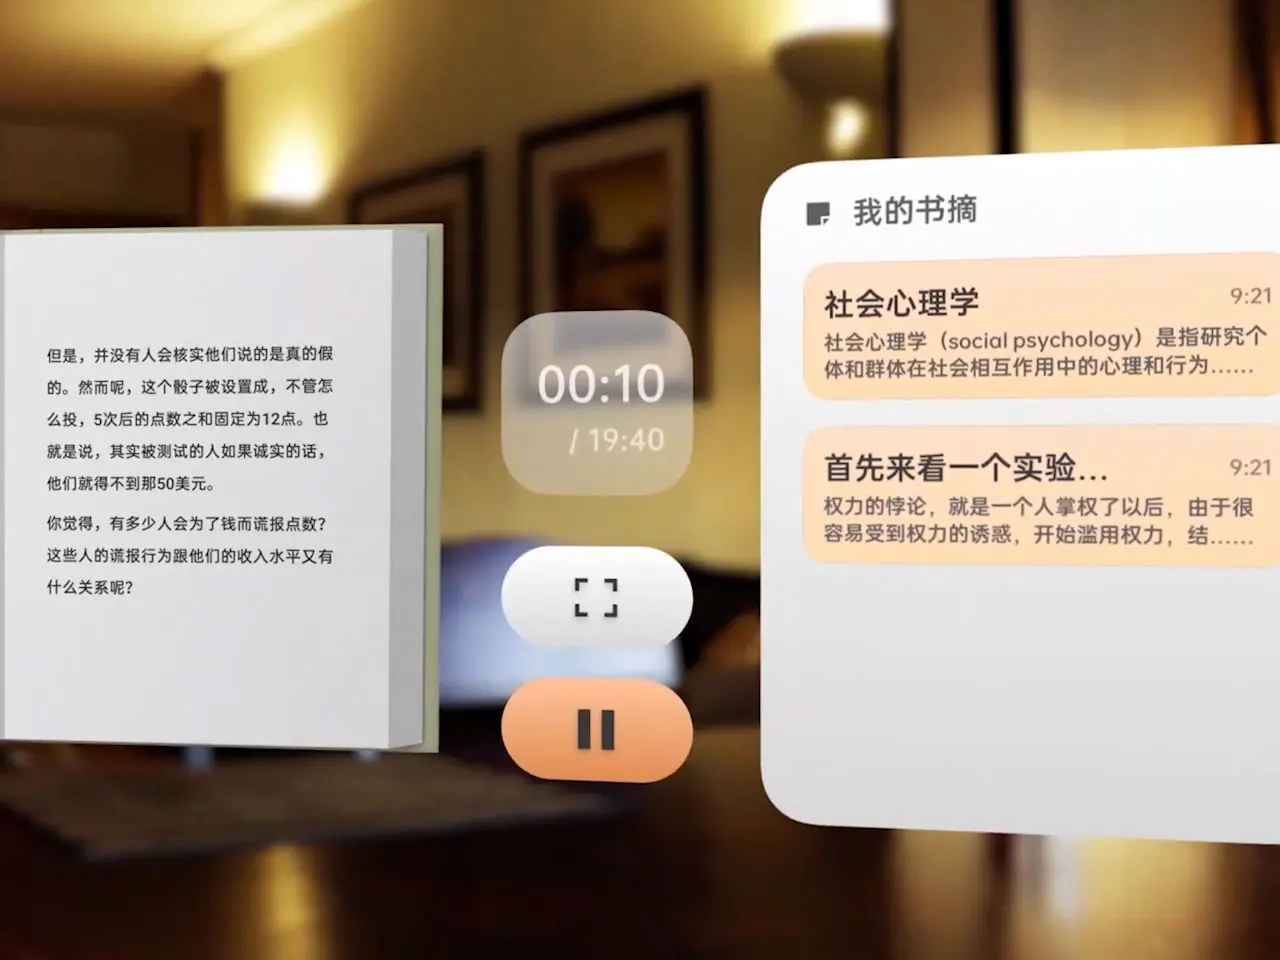 但是，并没有人会核实他们说的是真的假
的。然而呢，这个骰子被设置成，不管怎
么投，5次后的点数之和固定为12点。也
就是说，其实被测试的人如果诚实的话，
他们就得不到那50美元。
你觉得，有多少人会为了钱而谎报点数？
这些人的谎报行为跟他们的收入水平又有
什么关系呢？
00:10
/ 19:40
我的书摘
社会心理学
9:21
社会心理学（social psychology）是指研究个
体和群体在社会相互作用中的心理和行为……
首先来看一个实验...
9:21
权力的悖论，就是一个人掌权了以后，由于很
容易受到权力的诱惑，开始滥用权力，结……